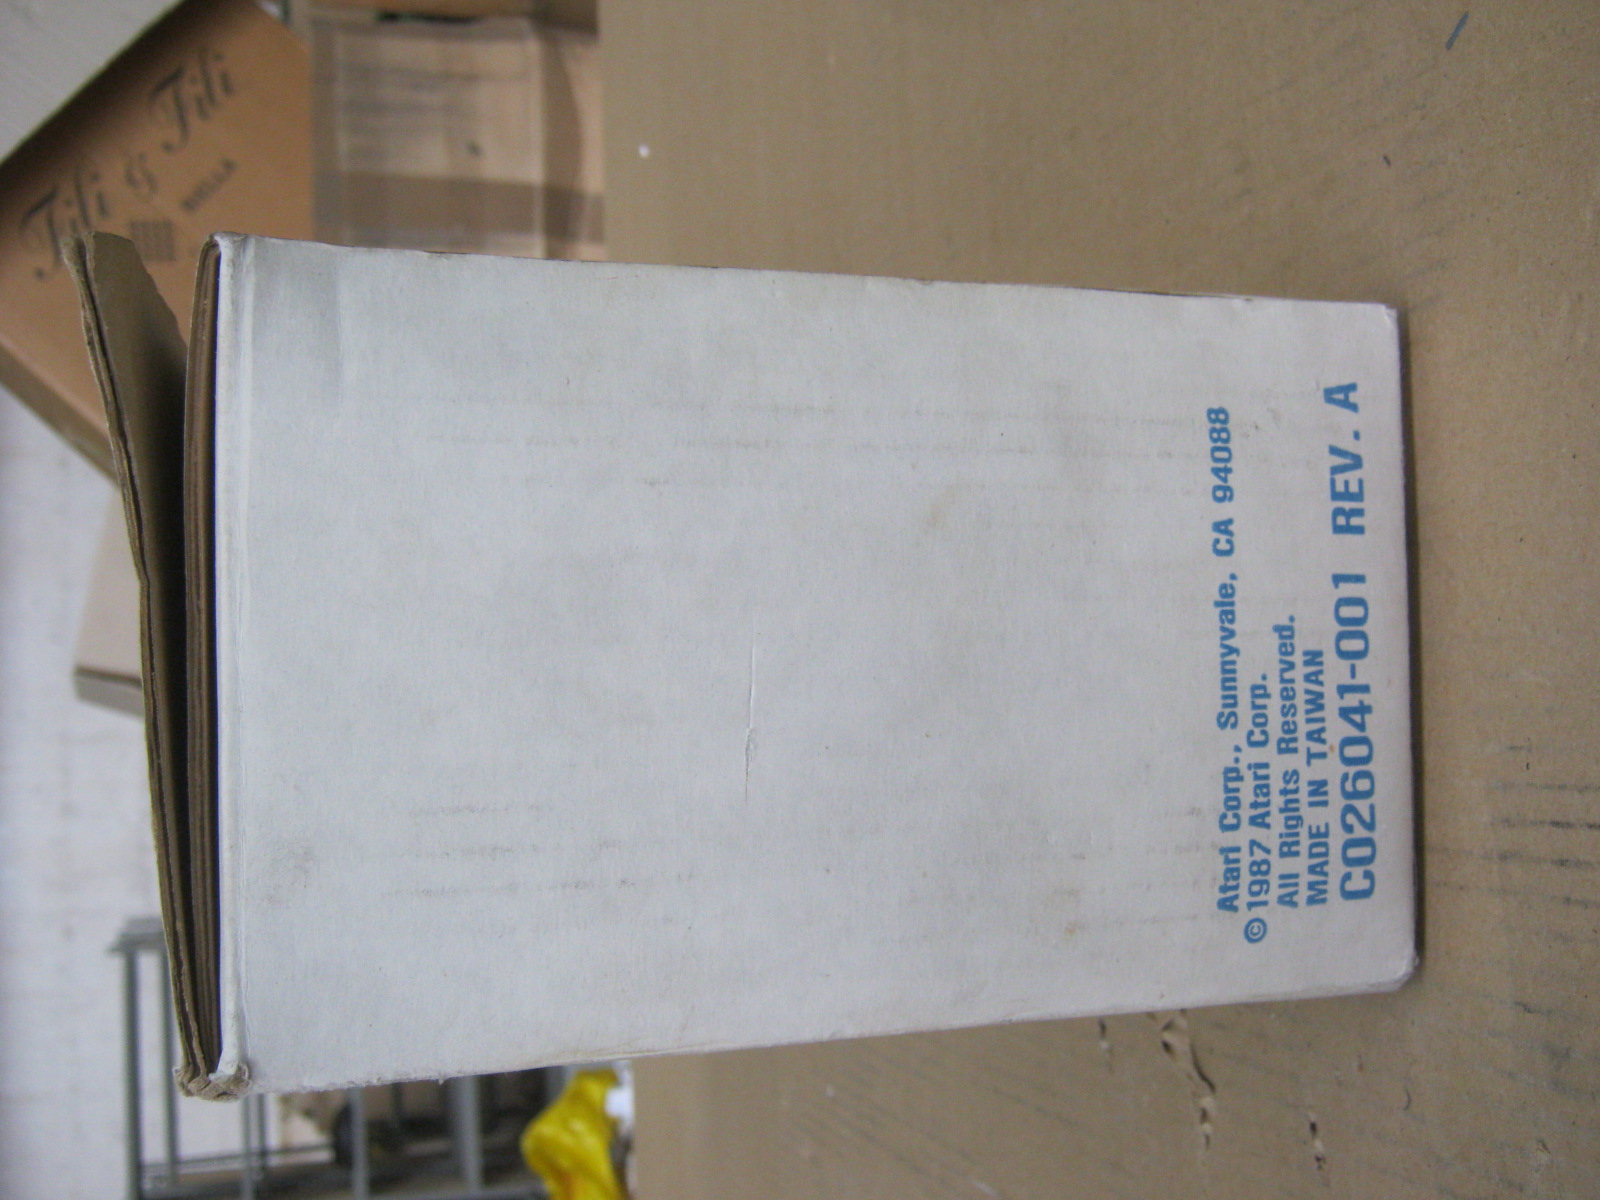 Fili & Fili
BIELLA
Atari Corp., Sunnyvale, CA 94088
©1987 Atari Corp.
All Rights Reserved.
MADE IN TAIWAN
C026041-001 REV. A